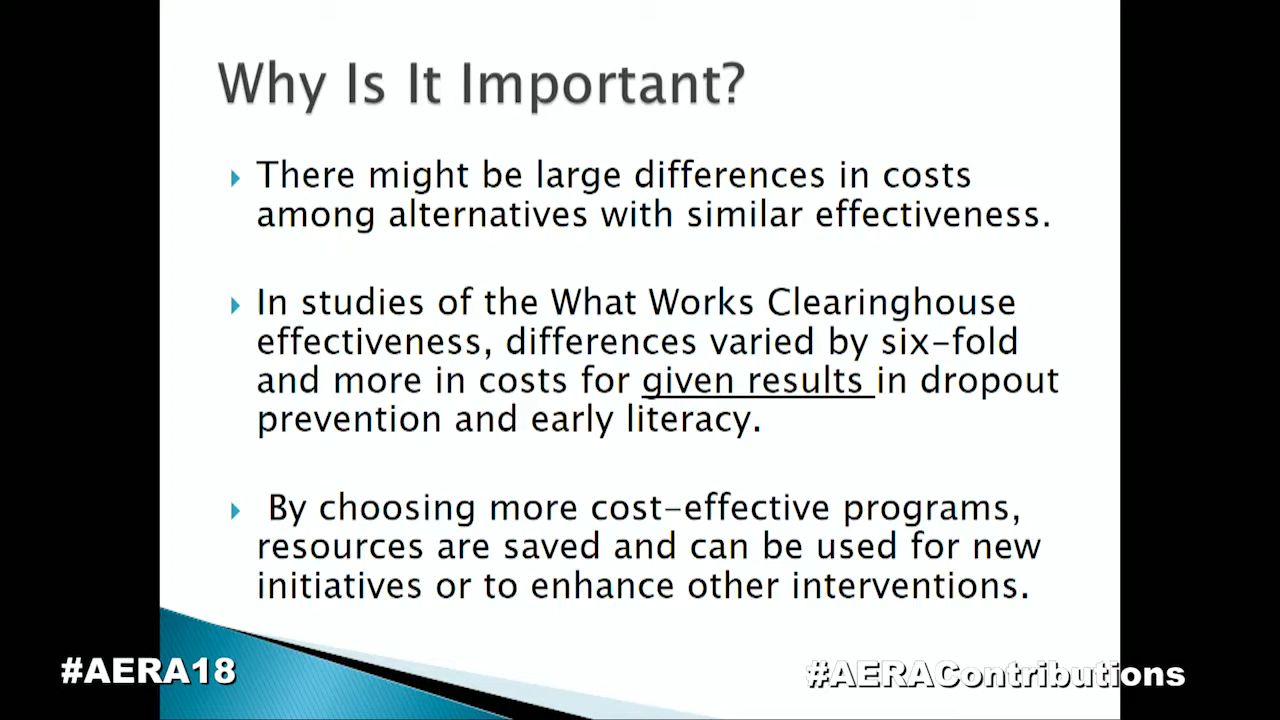 Why Is It Important?
There might be large differences in costs
among alternatives with similar effectiveness.
In studies of the What Works Clearinghouse
effectiveness, differences varied by six-fold
and more in costs for given results in dropout
prevention and early literacy.
By choosing more cost-effective programs,
resources are saved and can be used for new
initiatives or to enhance other interventions.
#AERA18
#AERAContributions